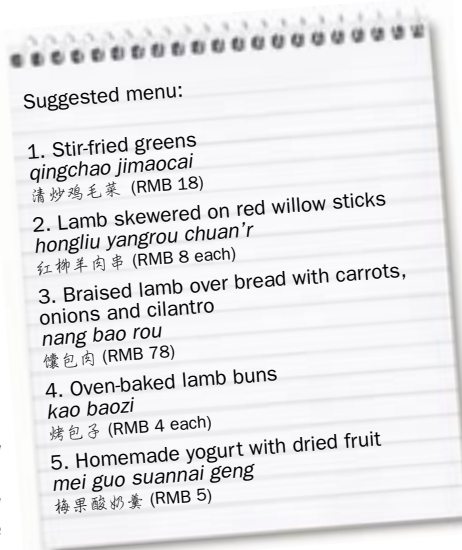 Suggested menu:
1. Stir-fried greens
qingchao jimaocai
清炒鸡毛菜 (RMB 18)
2. Lamb skewered on red willow sticks
hongliu yangrou chuan’r
红柳羊肉串 (RMB 8 each)
3. Braised lamb over bread with carrots,
onions and cilantro
nang bao rou
馕包肉 (RMB 78)
4. Oven-baked lamb buns
kao baozi
烤包子 (RMB 4 each)
5. Homemade yogurt with dried fruit
mei guo suannai geng
梅果酸奶羹 (RMB 5)